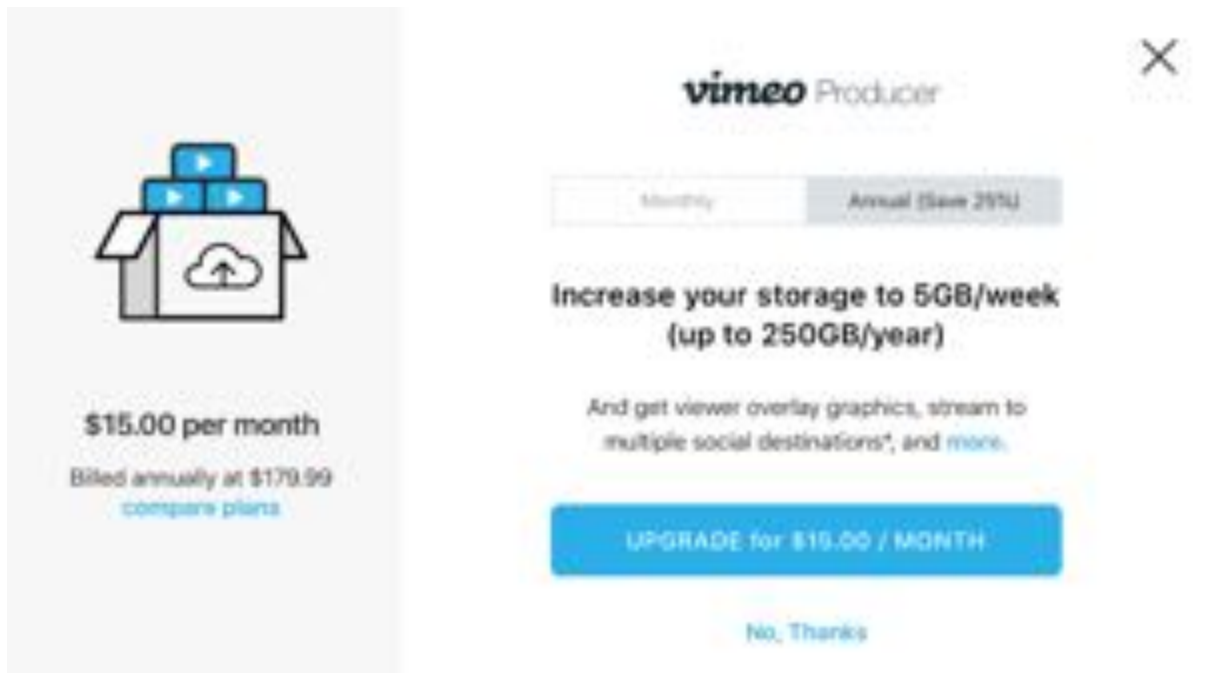 vimeo Producer
Monthly
Annual (Save 25%)
Increase your storage to 5GB/week
(up to 250GB/year)
And get viewer overlay graphics, stream to
multiple social destinations*, and more.
UPGRADE for $15.00 / MONTH
No, Thanks
$15.00 per month
Billed annually at $179.99
compare plans